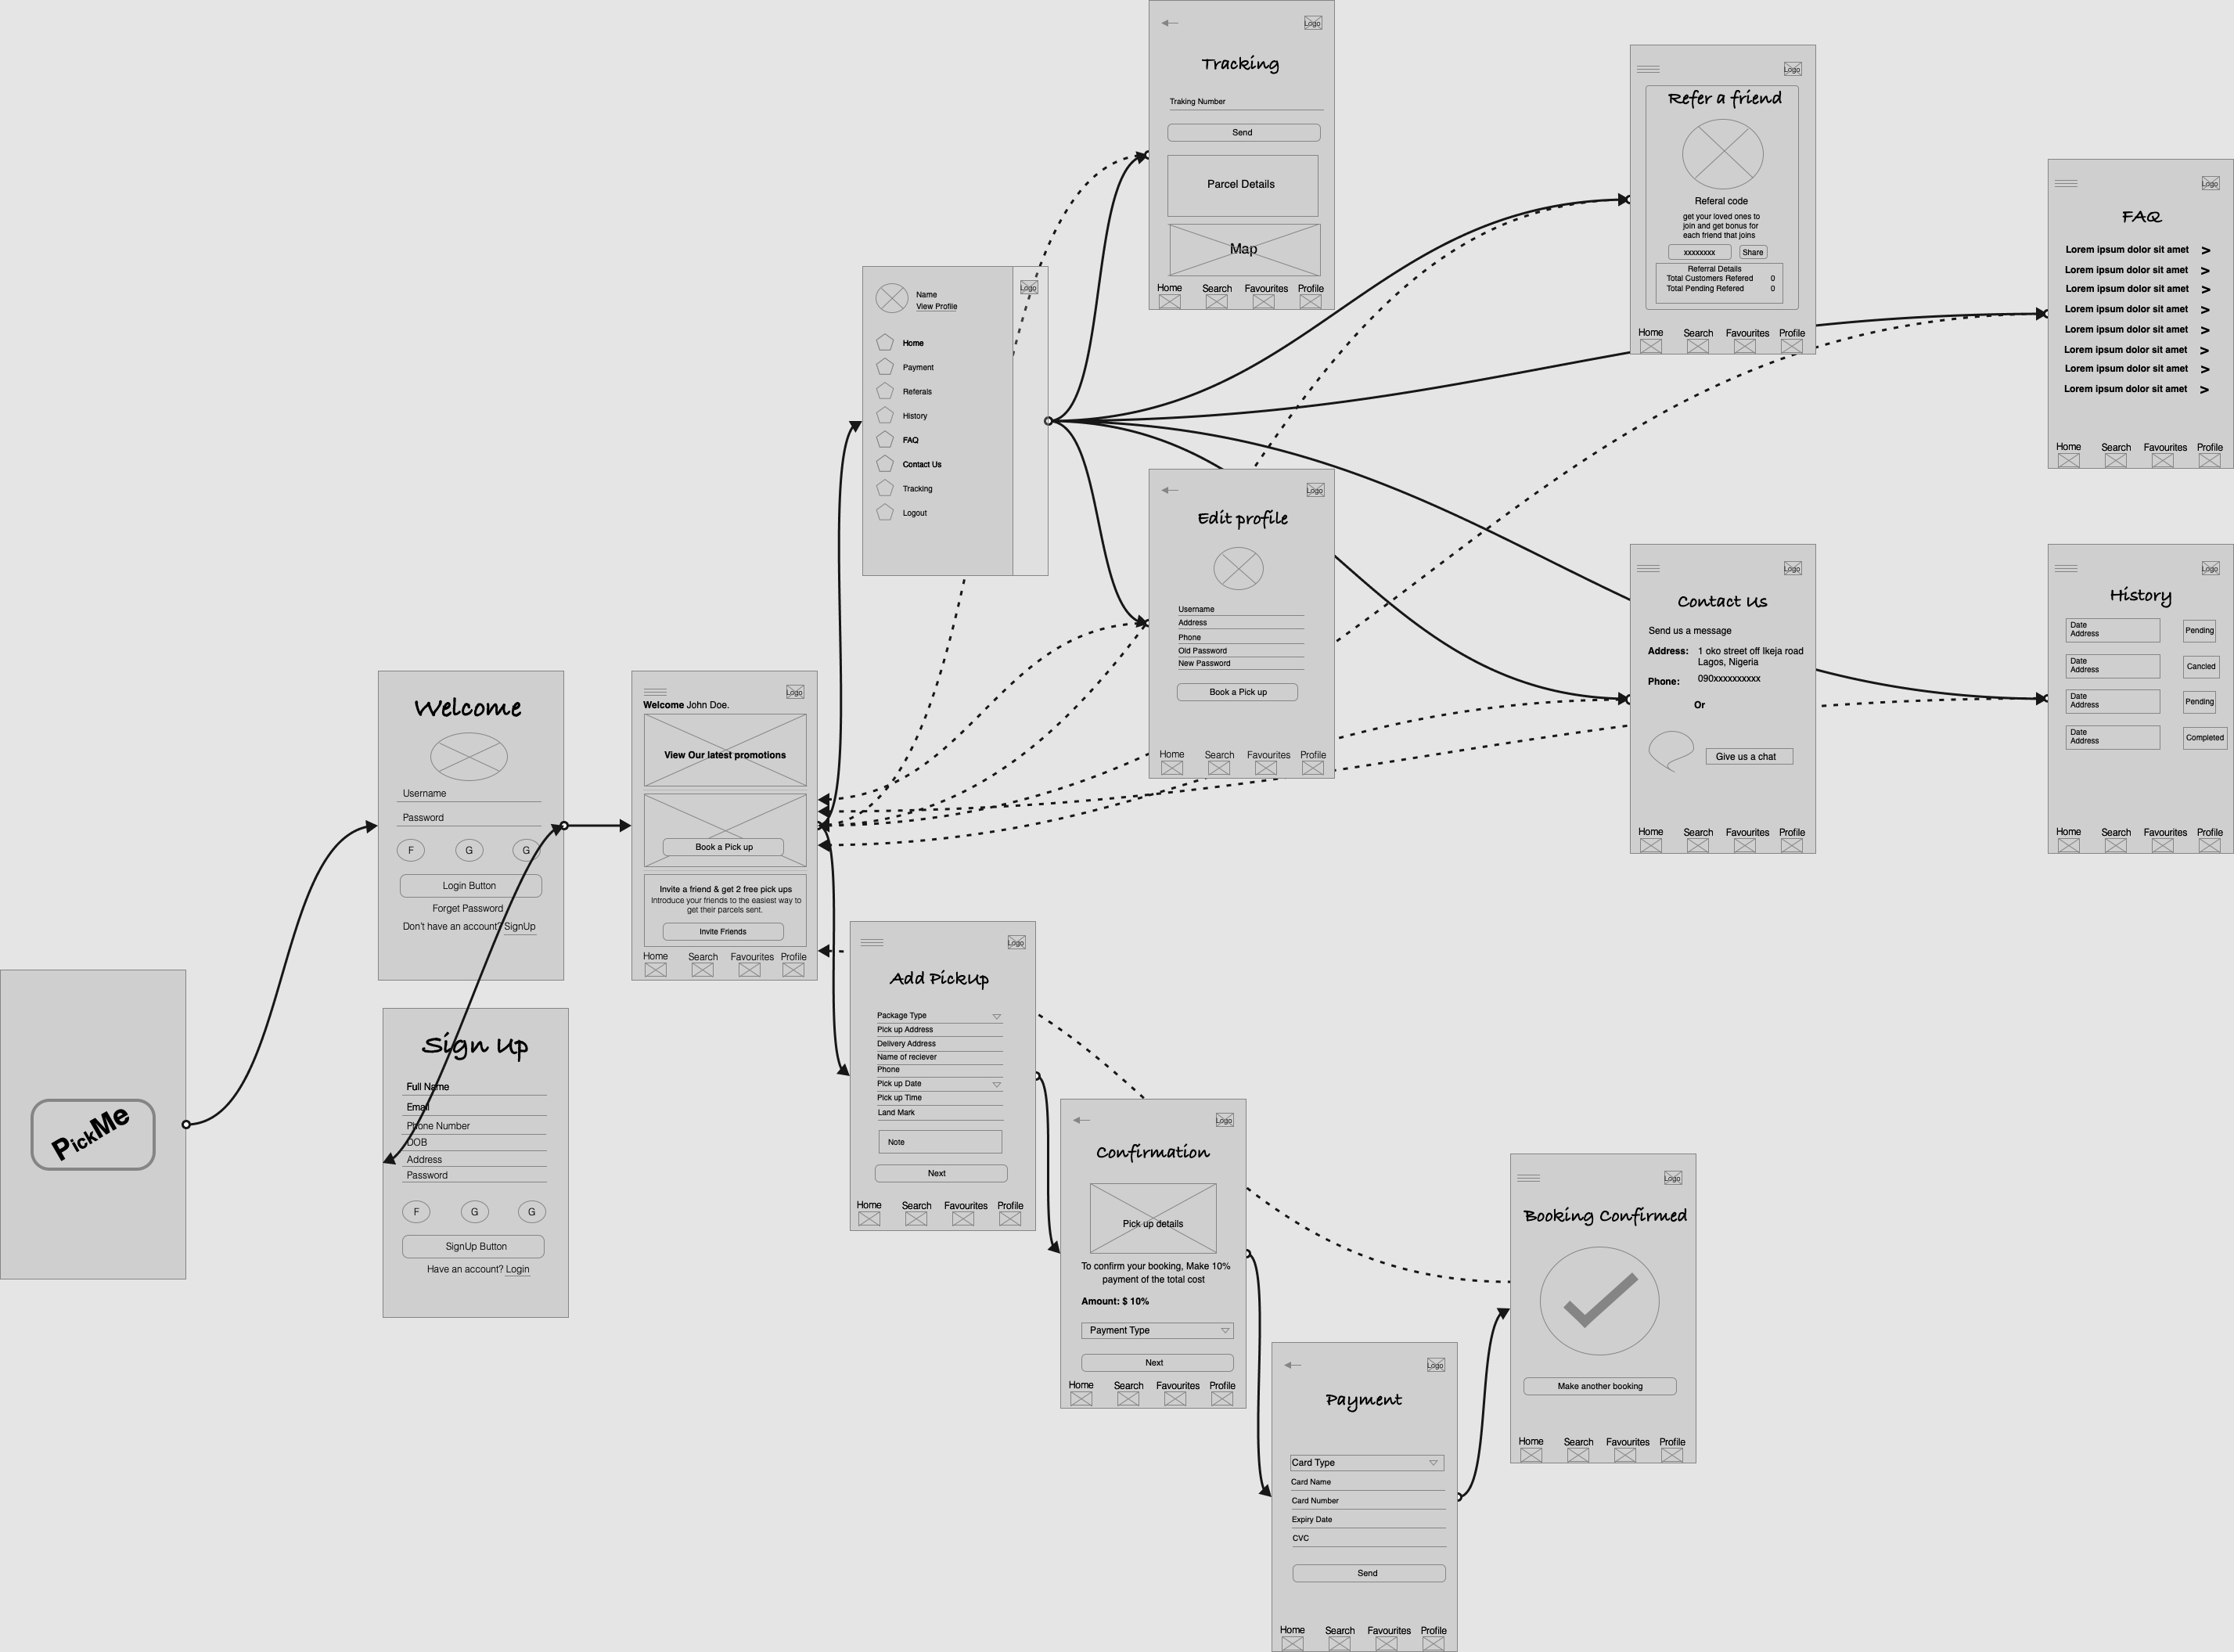 PickMe
Welcome
Username
Password
F
G
G
Login Button
Forget Password
Don't have an account? SignUp
Sign Up
Full Name
Email
Phone Number
DOB
Address
Password
F
G
G
SignUp Button
Have an account? Login
Logo
Welcome John Doe.
View Our latest promotions
Book a Pick up
Invite a friend & get 2 free pick ups
Introduce your friends to the easiest way to
get their parcels sent.
Invite Friends
Home Search Favourites Profile
Logo
Name
View Profile
Home
Payment
Referals
History
FAQ
Contact Us
Tracking
Logout
Logo
Tracking
Traking Number
Send
Parcel Details
Map
Home Search Favourites Profile
Logo
Edit profile
Username
Address
Phone
Old Password
New Password
Book a Pick up
Home Search Favourites Profile
Logo
Refer a friend
Referal code
get your loved ones to
join and get bonus for
each friend that joins
xxxxxxxx Share
Referral Details
Total Customers Refered 0
Total Pending Refered 0
Home Search Favourites Profile
Logo
FAQ
Lorem ipsum dolor sit amet >
Lorem ipsum dolor sit amet >
Lorem ipsum dolor sit amet >
Lorem ipsum dolor sit amet >
Lorem ipsum dolor sit amet >
Lorem ipsum dolor sit amet >
Lorem ipsum dolor sit amet >
Lorem ipsum dolor sit amet >
Home Search Favourites Profile
Logo
Contact Us
Send us a message
Address: 1 oko street off Ikeja road
Lagos, Nigeria
Phone: 090xxxxxxxxxx
Or
Give us a chat
Home Search Favourites Profile
Logo
History
Date
Address
Pending
Date
Address
Cancled
Date
Address
Pending
Date
Address
Completed
Home Search Favourites Profile
Logo
Add PickUp
Package Type
Pick up Address
Delivery Address
Name of reciever
Phone
Pick up Date
Pick up Time
Land Mark
Note
Next
Home Search Favourites Profile
Logo
Confirmation
Pick up details
To confirm your booking, Make 10%
payment of the total cost
Amount: $ 10%
Payment Type
Next
Home Search Favourites Profile
Logo
Payment
Card Type
Card Name
Card Number
Expiry Date
CVC
Send
Home Search Favourites Profile
Logo
Booking Confirmed
Make another booking
Home Search Favourites Profile